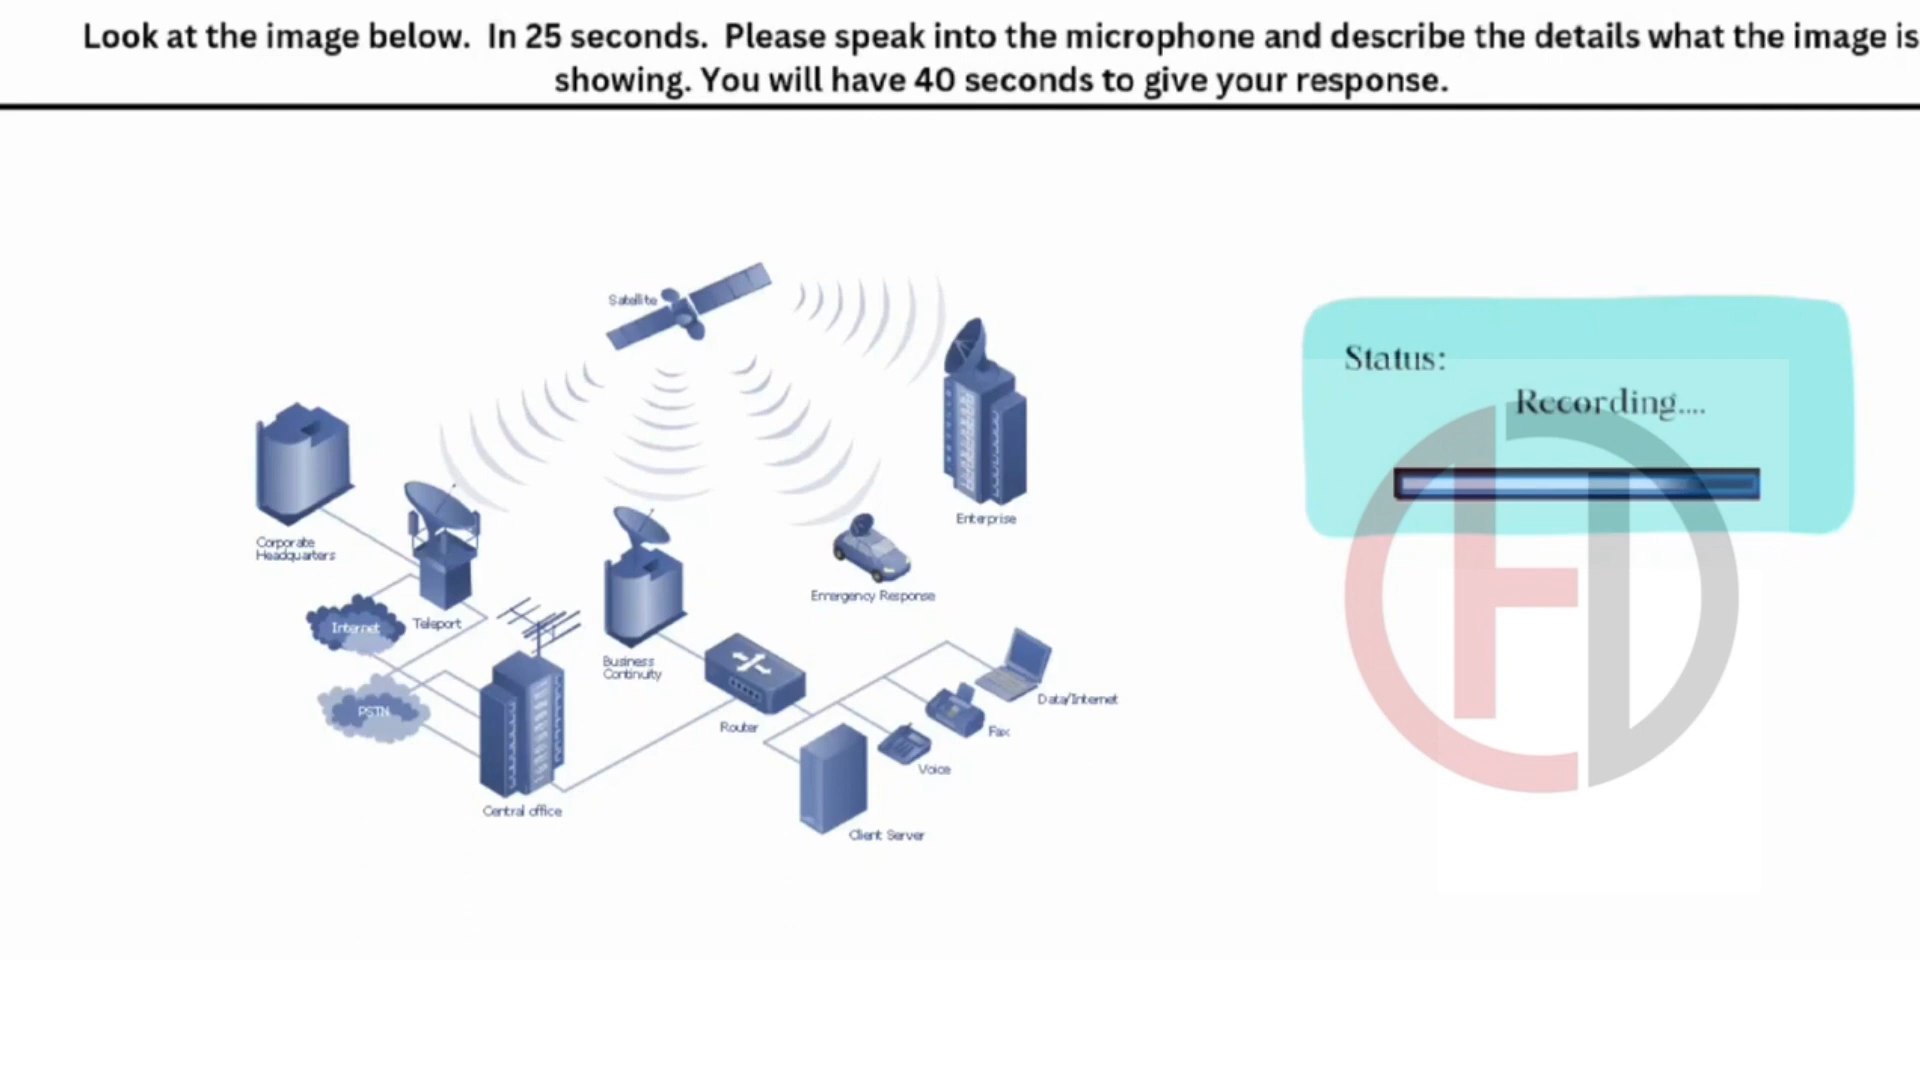 Look at the image below.  In 25 seconds.  Please speak into the microphone and describe the details what the image is
showing. You will have 40 seconds to give your response.
Satellite
Status:
Recording....
Enterprise
Corporate
Headquarters
Emergency Response
Internet
Teleport
Business
Continuity
Data/Internet
PSTN
Router
Fax
Voice
Central office
Client Server